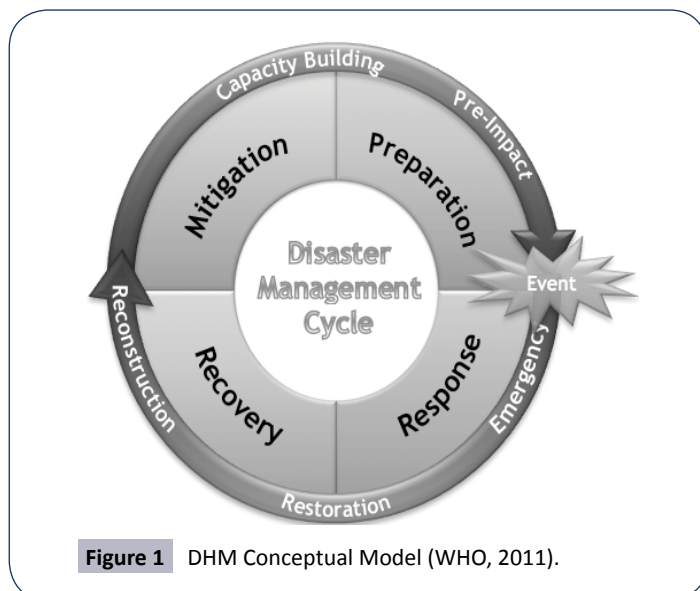 Capacity Building
Pre-Impact
Mitigation
Preparation
Disaster
Management
Cycle
Event
Reconstruction
Recovery
Response
Emergency
Restoration
Figure 1 DHM Conceptual Model (WHO, 2011).